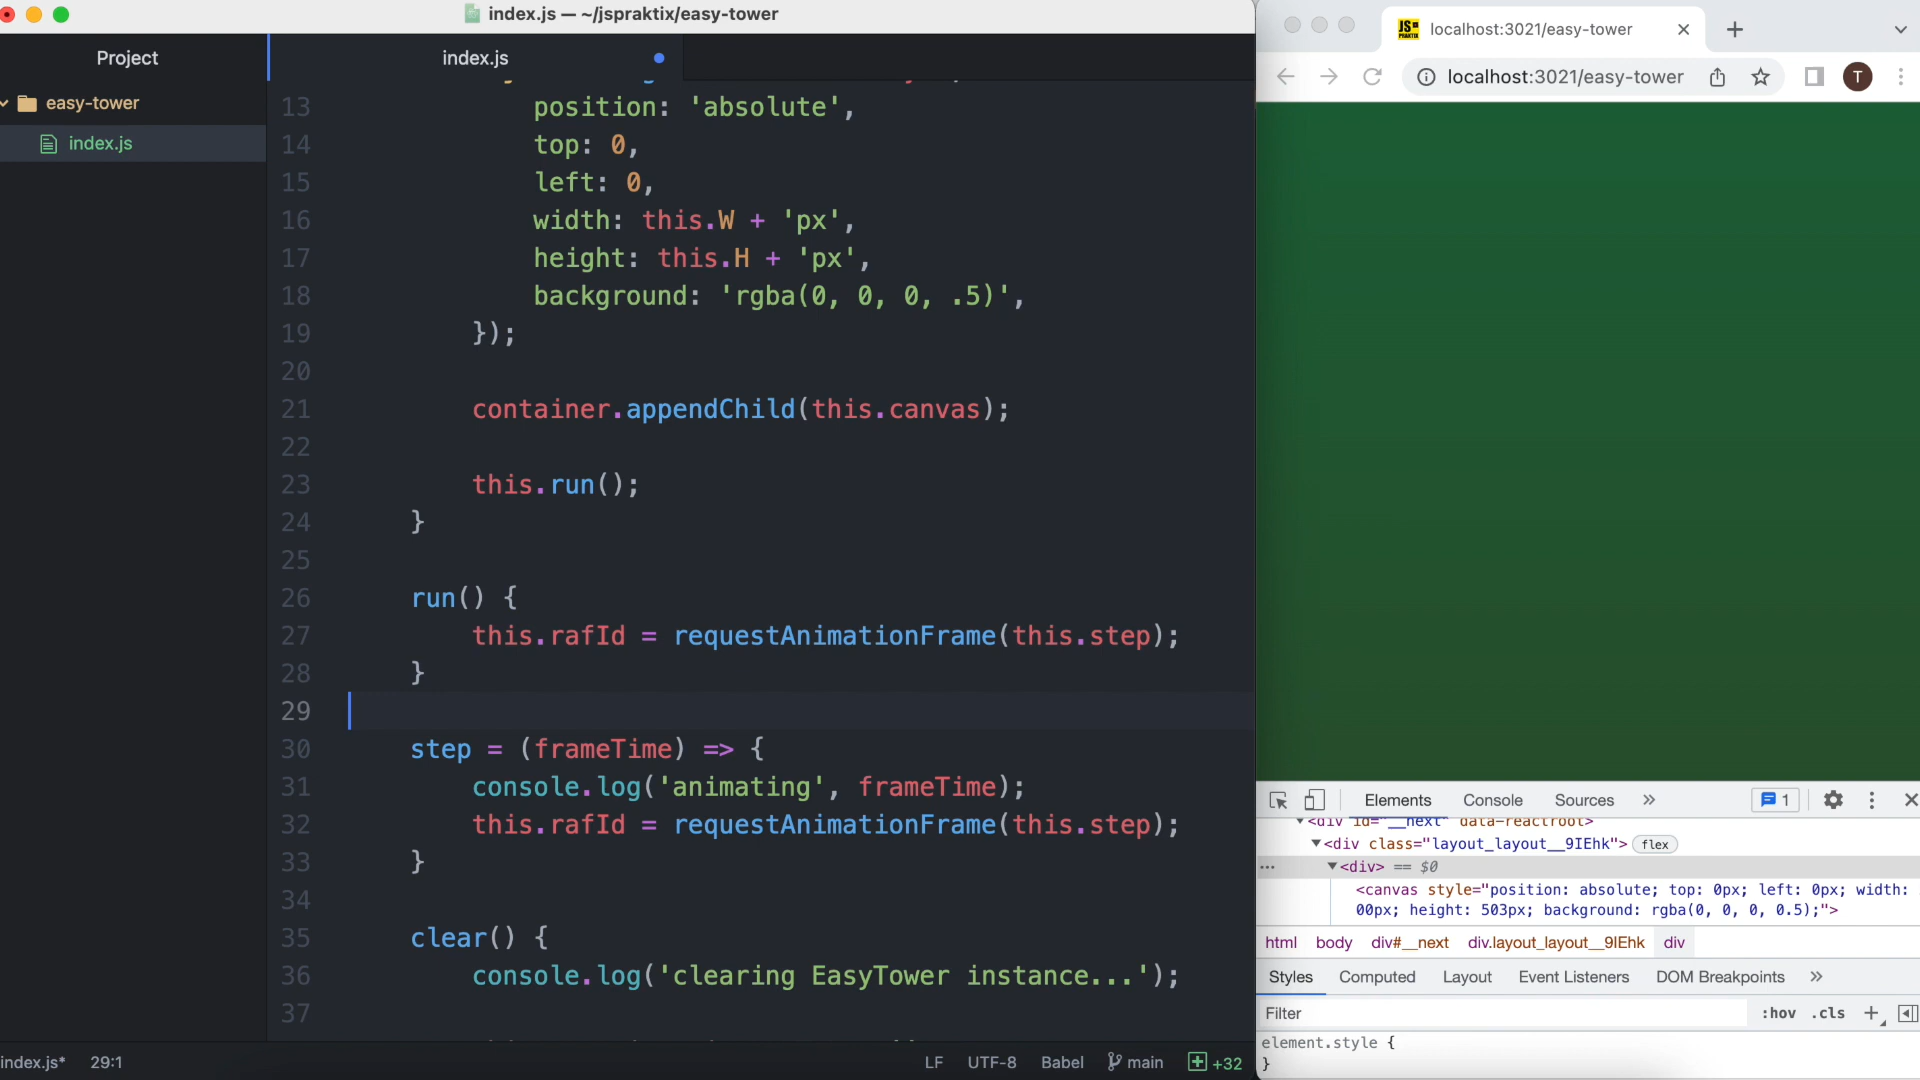 index.js — ~/jspraktix/easy-tower
Project
index.js
easy-tower
index.js
13 position: 'absolute',
14 top: 0,
15 left: 0,
16 width: this.W + 'px',
17 height: this.H + 'px',
18 background: 'rgba(0, 0, 0, .5)',
19 });
20
21 container.appendChild(this.canvas);
22
23 this.run();
24 }
25
26 run() {
27 this.rafId = requestAnimationFrame(this.step);
28 }
29
30 step = (frameTime) => {
31 console.log('animating', frameTime);
32 this.rafId = requestAnimationFrame(this.step);
33 }
34
35 clear() {
36 console.log('clearing EasyTower instance...');
37
index.js* 29:1 LF UTF-8 Babel main +32
JS PRAKTIX localhost:3021/easy-tower
localhost:3021/easy-tower T
Elements Console Sources » 1
<div id="__next" data-reactroot>
<div class="layout_layout__9IEhk"> flex
... <div> == $0
<canvas style="position: absolute; top: 0px; left: 0px; width:
00px; height: 503px; background: rgba(0, 0, 0, 0.5);">
html body div#__next div.layout_layout__9IEhk div
Styles Computed Layout Event Listeners DOM Breakpoints »
Filter :hov .cls +
element.style {
}